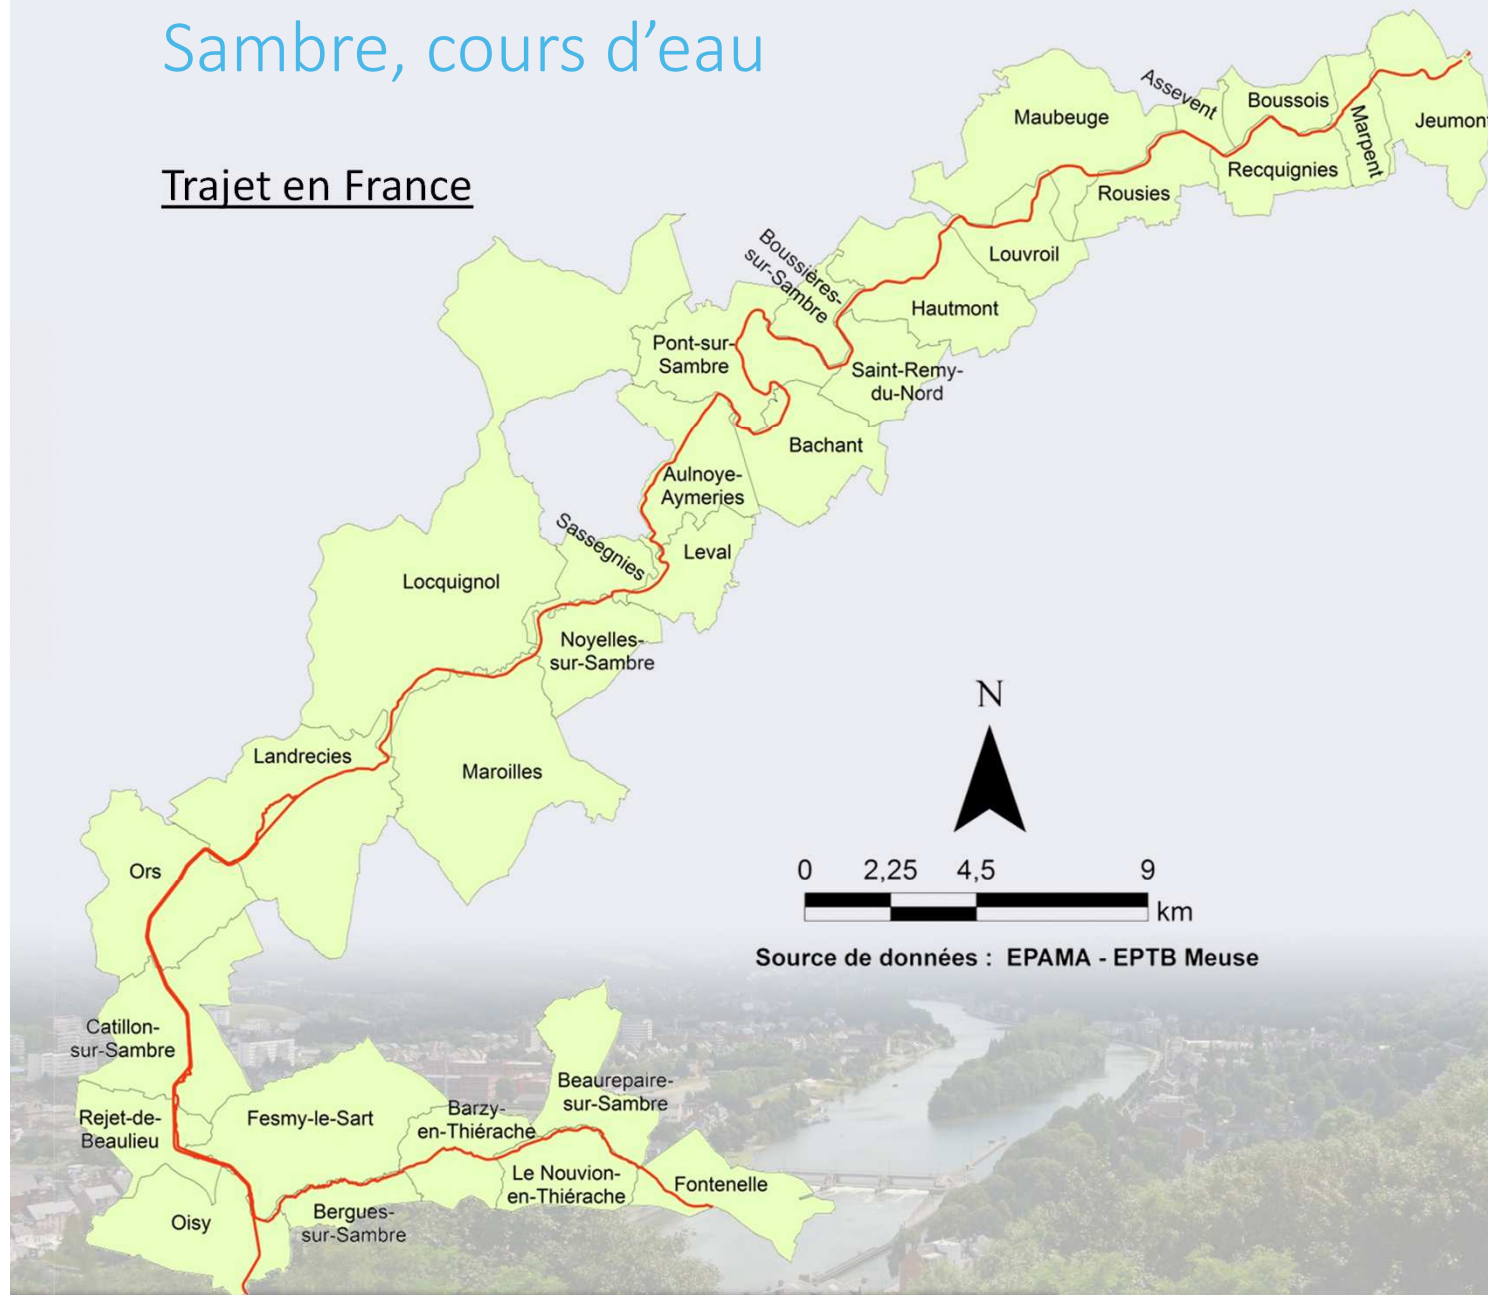 Sambre, cours d'eau
Trajet en France
Assevent
Boussois
Maubeuge
Marpent
Jeumont
Recquignies
Rousies
Boussières-
sur-Sambre
Louvroil
Hautmont
Pont-sur-
Sambre
Saint-Remy-
du-Nord
Bachant
Aulnoye-
Aymeries
Sassegnies
Leval
Locquignol
Noyelles-
sur-Sambre
N
Landrecies
Maroilles
Ors
0 2,25 4,5 9
km
Source de données : EPAMA - EPTB Meuse
Catillon-
sur-Sambre
Beaurepaire-
sur-Sambre
Rejet-de-
Beaulieu
Fesmy-le-Sart
Barzy-
en-Thiérache
Le Nouvion-
en-Thiérache
Fontenelle
Oisy
Bergues-
sur-Sambre